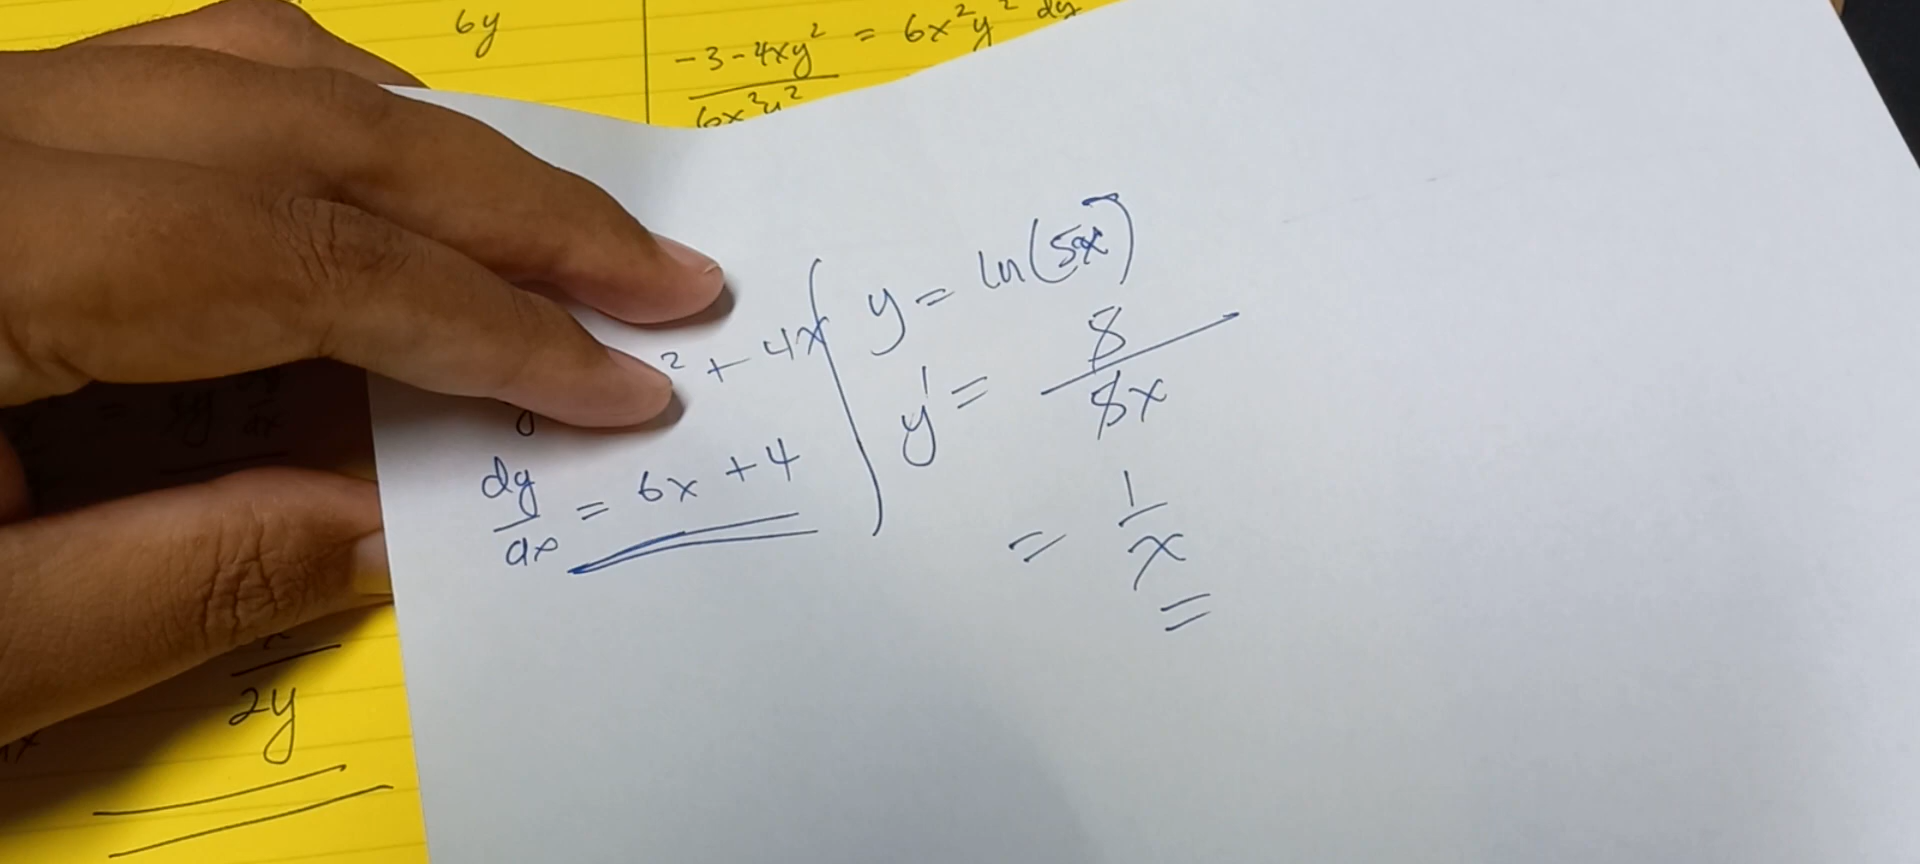 6y
-3-4xy² = 6x²y² dy
6x²y²
² + 4x
dy/dx = 6x + 4
y = ln(5x)
y' = 5/5x
= 1/x
2y